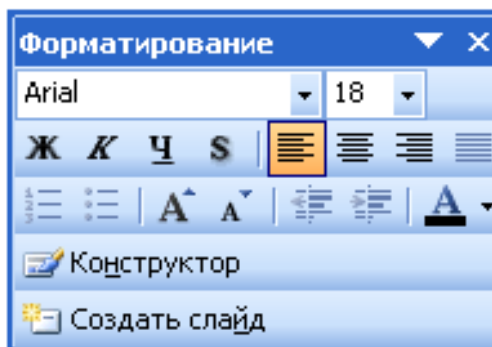 Форматирование
Arial 18
Ж К Ч S
А А А
Конструктор
Создать слайд